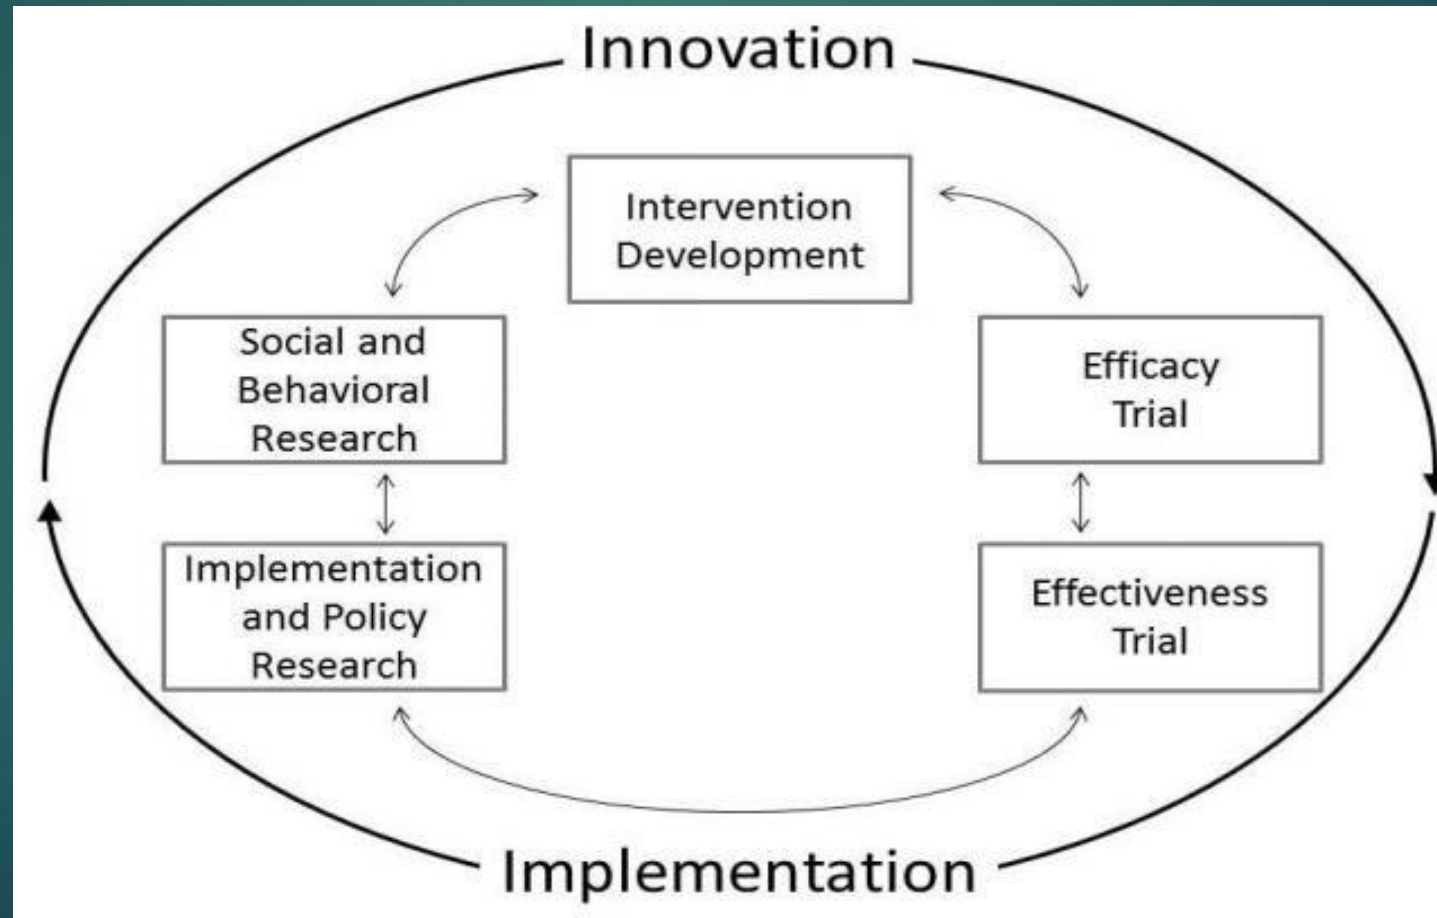 Innovation
Intervention
Development
Social and
Behavioral
Research
Efficacy
Trial
Implementation
and Policy
Research
Effectiveness
Trial
Implementation